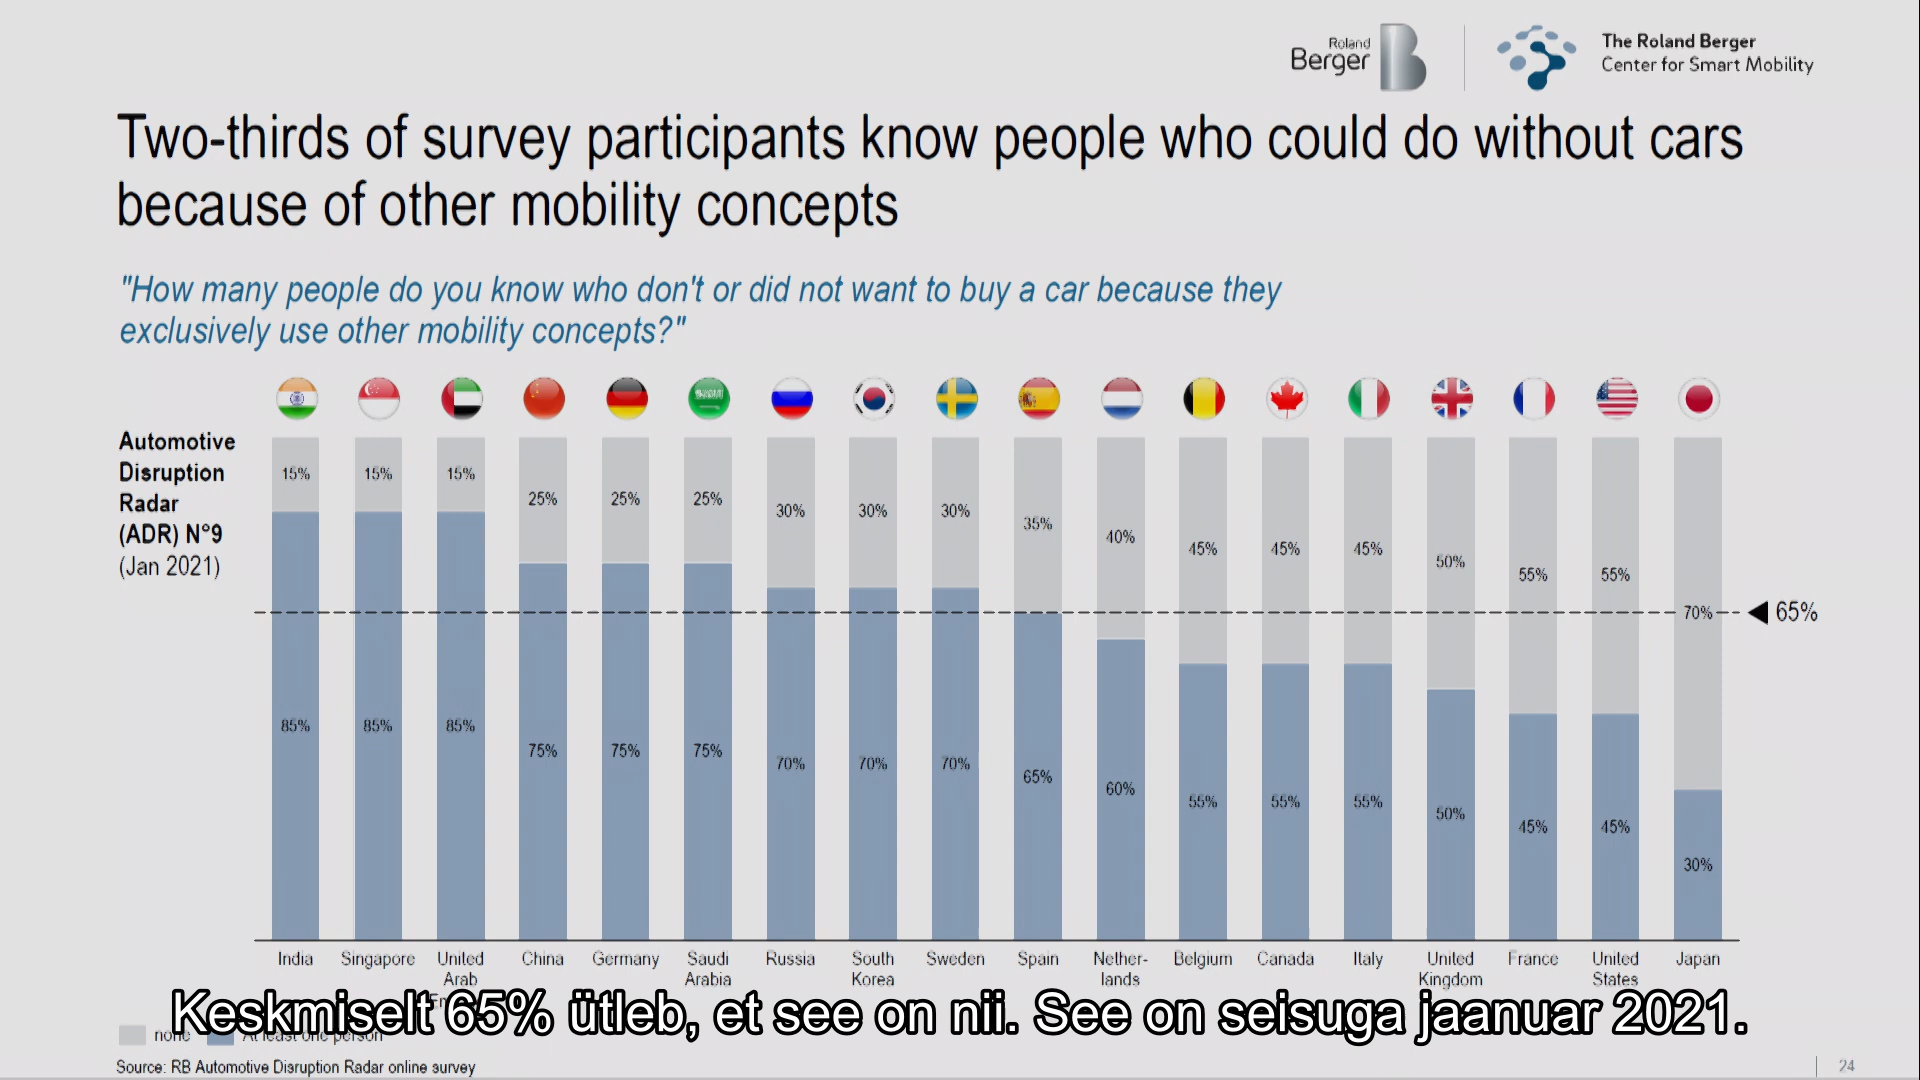 Roland
Berger
The Roland Berger
Center for Smart Mobility
Two-thirds of survey participants know people who could do without cars
because of other mobility concepts
"How many people do you know who don't or did not want to buy a car because they
exclusively use other mobility concepts?"
Automotive
Disruption
Radar
(ADR) N°9
(Jan 2021)
15% 15% 15% 25% 25% 25% 30% 30% 30% 35% 40% 45% 45% 45% 50% 55% 55% 70%
65%
85% 85% 85% 75% 75% 75% 70% 70% 70% 65% 60% 55% 55% 55% 50% 45% 45% 30%
India Singapore United China Germany Saudi Russia South Sweden Spain Nether- Belgium Canada Italy United France United Japan
Arab Arabia Korea lands Kingdom States
Keskmiselt 65% ütleb, et see on nii. See on seisuga jaanuar 2021.
none At least one person
Source: RB Automotive Disruption Radar online survey
24